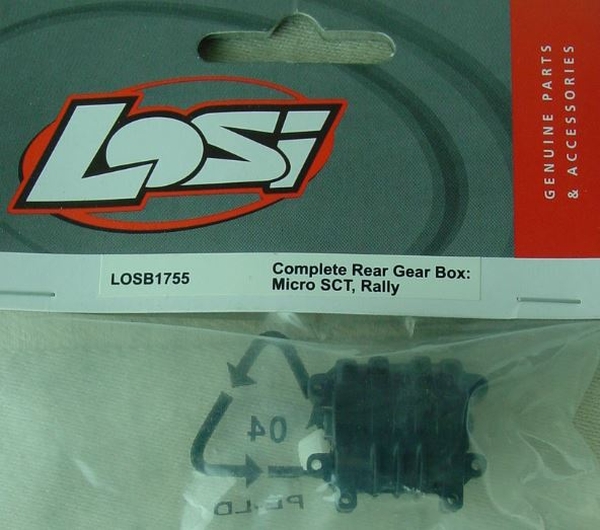 GENUINE PARTS
& ACCESSORIES
LOSi
LOSB1755
Complete Rear Gear Box:
Micro SCT, Rally
04
PE-LD